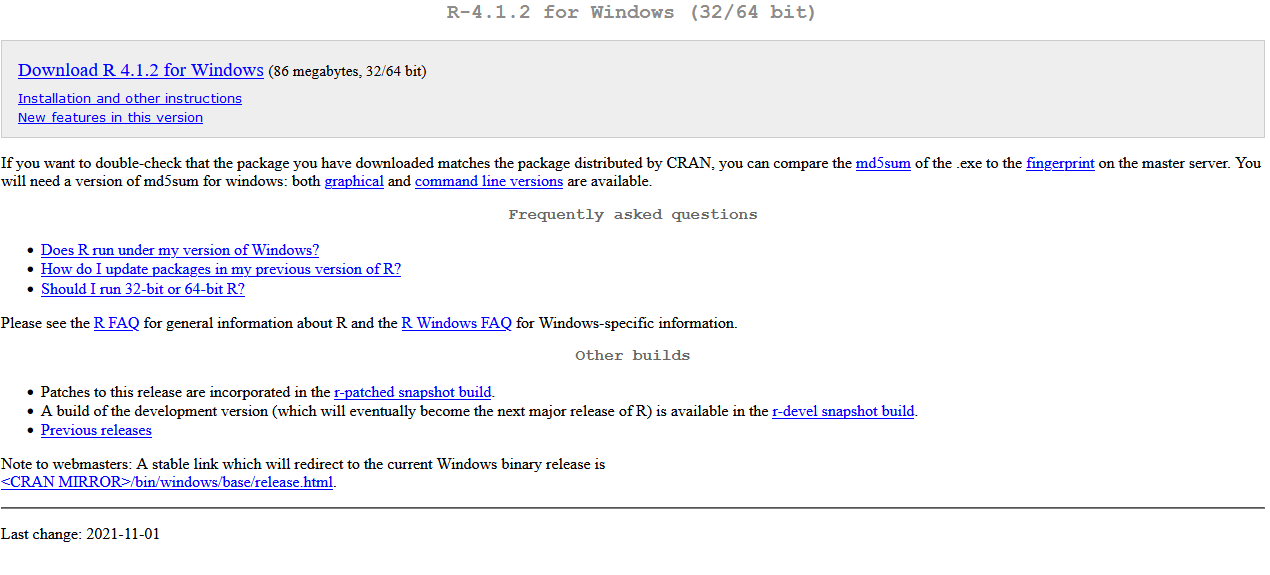 R-4.1.2 for Windows (32/64 bit)
Download R 4.1.2 for Windows (86 megabytes, 32/64 bit)
Installation and other instructions
New features in this version
If you want to double-check that the package you have downloaded matches the package distributed by CRAN, you can compare the md5sum of the .exe to the fingerprint on the master server. You
will need a version of md5sum for windows: both graphical and command line versions are available.
Frequently asked questions
• Does R run under my version of Windows?
• How do I update packages in my previous version of R?
• Should I run 32-bit or 64-bit R?
Please see the R FAQ for general information about R and the R Windows FAQ for Windows-specific information.
Other builds
• Patches to this release are incorporated in the r-patched snapshot build.
• A build of the development version (which will eventually become the next major release of R) is available in the r-devel snapshot build.
• Previous releases
Note to webmasters: A stable link which will redirect to the current Windows binary release is
<CRAN MIRROR>/bin/windows/base/release.html.
Last change: 2021-11-01